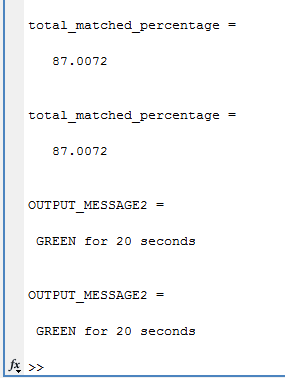 total_matched_percentage =
87.0072
total_matched_percentage =
87.0072
OUTPUT_MESSAGE2 =
GREEN for 20 seconds
OUTPUT_MESSAGE2 =
GREEN for 20 seconds
fx >>